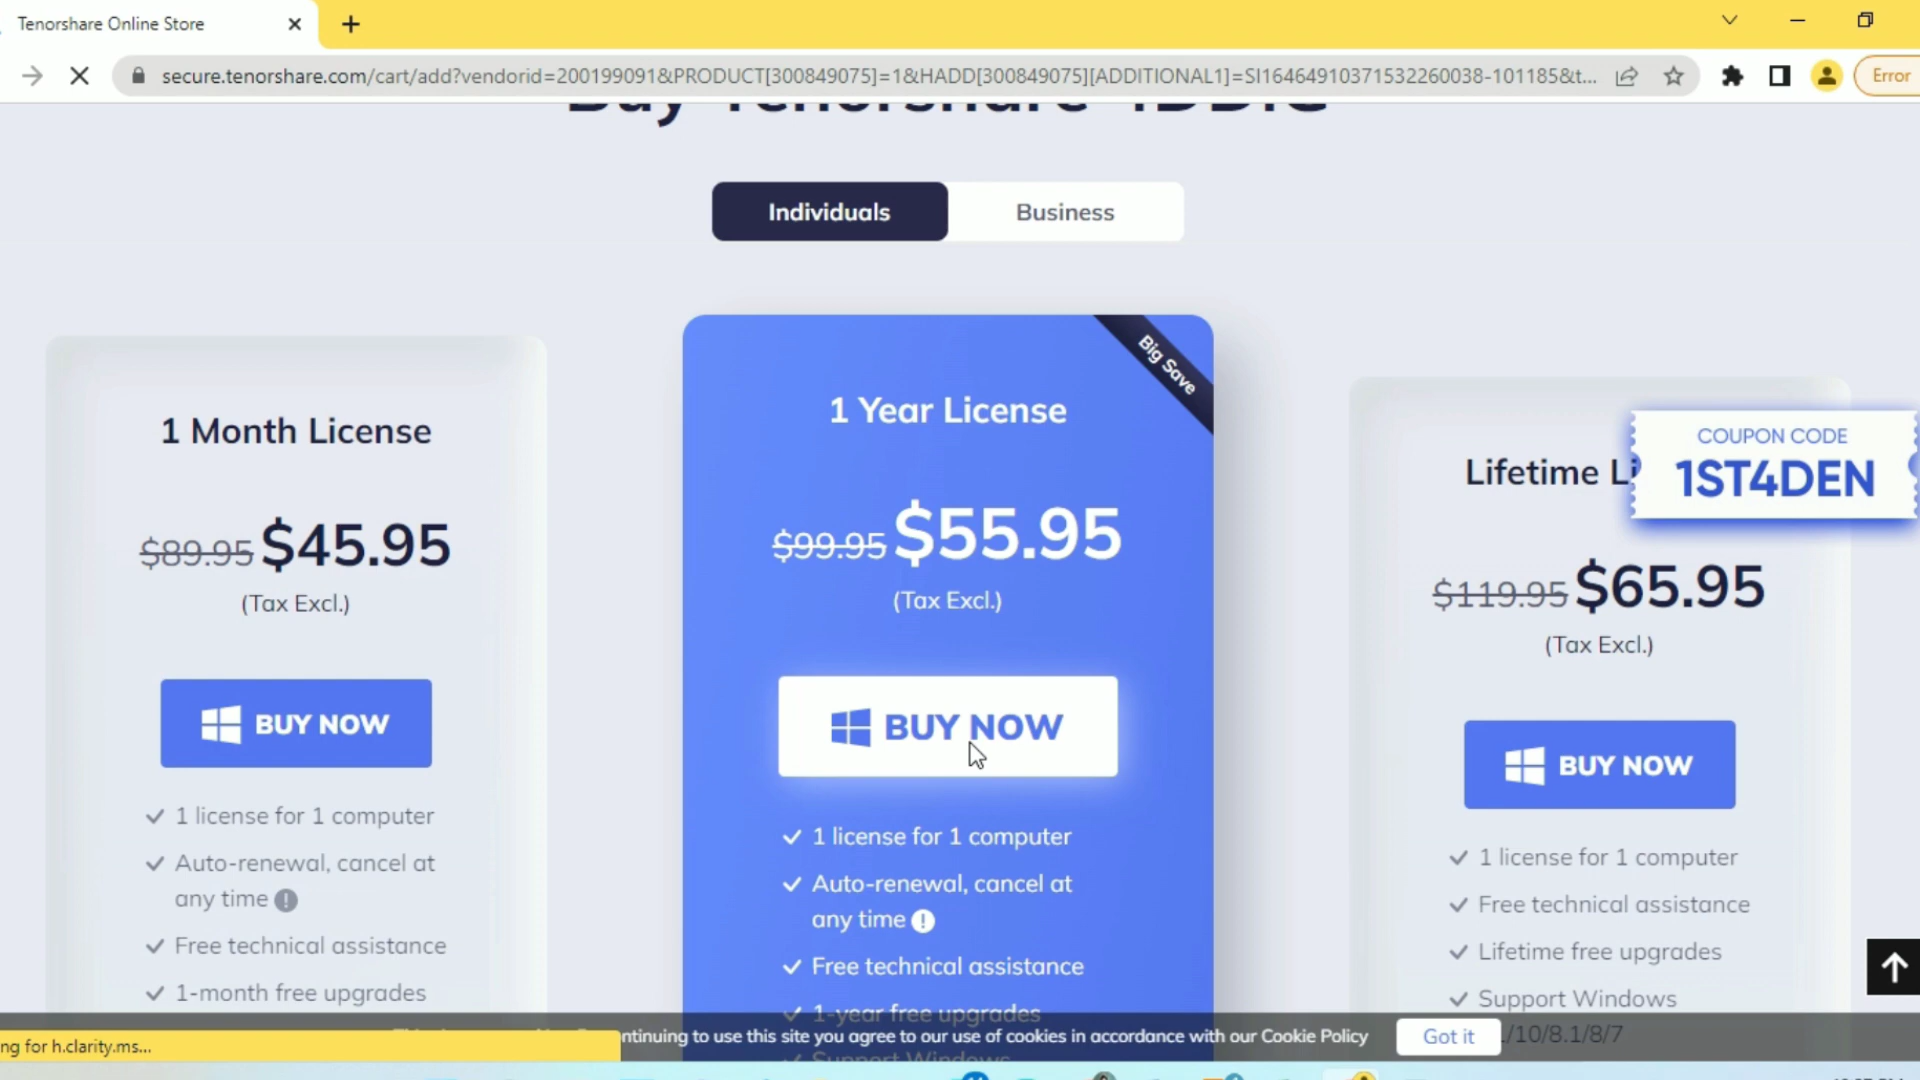 Tenorshare Online Store
secure.tenorshare.com/cart/add?vendorid=200199091&PRODUCT[300849075]=1&HADD[300849075][ADDITIONAL1]=SI16464910371532260038-101185&t...
Error
Buy Tenorshare 4DDiG
Individuals
Business
1 Month License
$89.95 $45.95
(Tax Excl.)
BUY NOW
✓ 1 license for 1 computer
✓ Auto-renewal, cancel at
any time
✓ Free technical assistance
✓ 1-month free upgrades
Big Save
1 Year License
$99.95 $55.95
(Tax Excl.)
BUY NOW
✓ 1 license for 1 computer
✓ Auto-renewal, cancel at
any time
✓ Free technical assistance
✓ 1-year free upgrades
✓ Support Windows
Lifetime Li
$119.95 $65.95
(Tax Excl.)
BUY NOW
✓ 1 license for 1 computer
✓ Free technical assistance
✓ Lifetime free upgrades
✓ Support Windows
/10/8.1/8/7
COUPON CODE
1ST4DEN
ntinuing to use this site you agree to our use of cookies in accordance with our Cookie Policy
Got it
ng for h.clarity.ms...